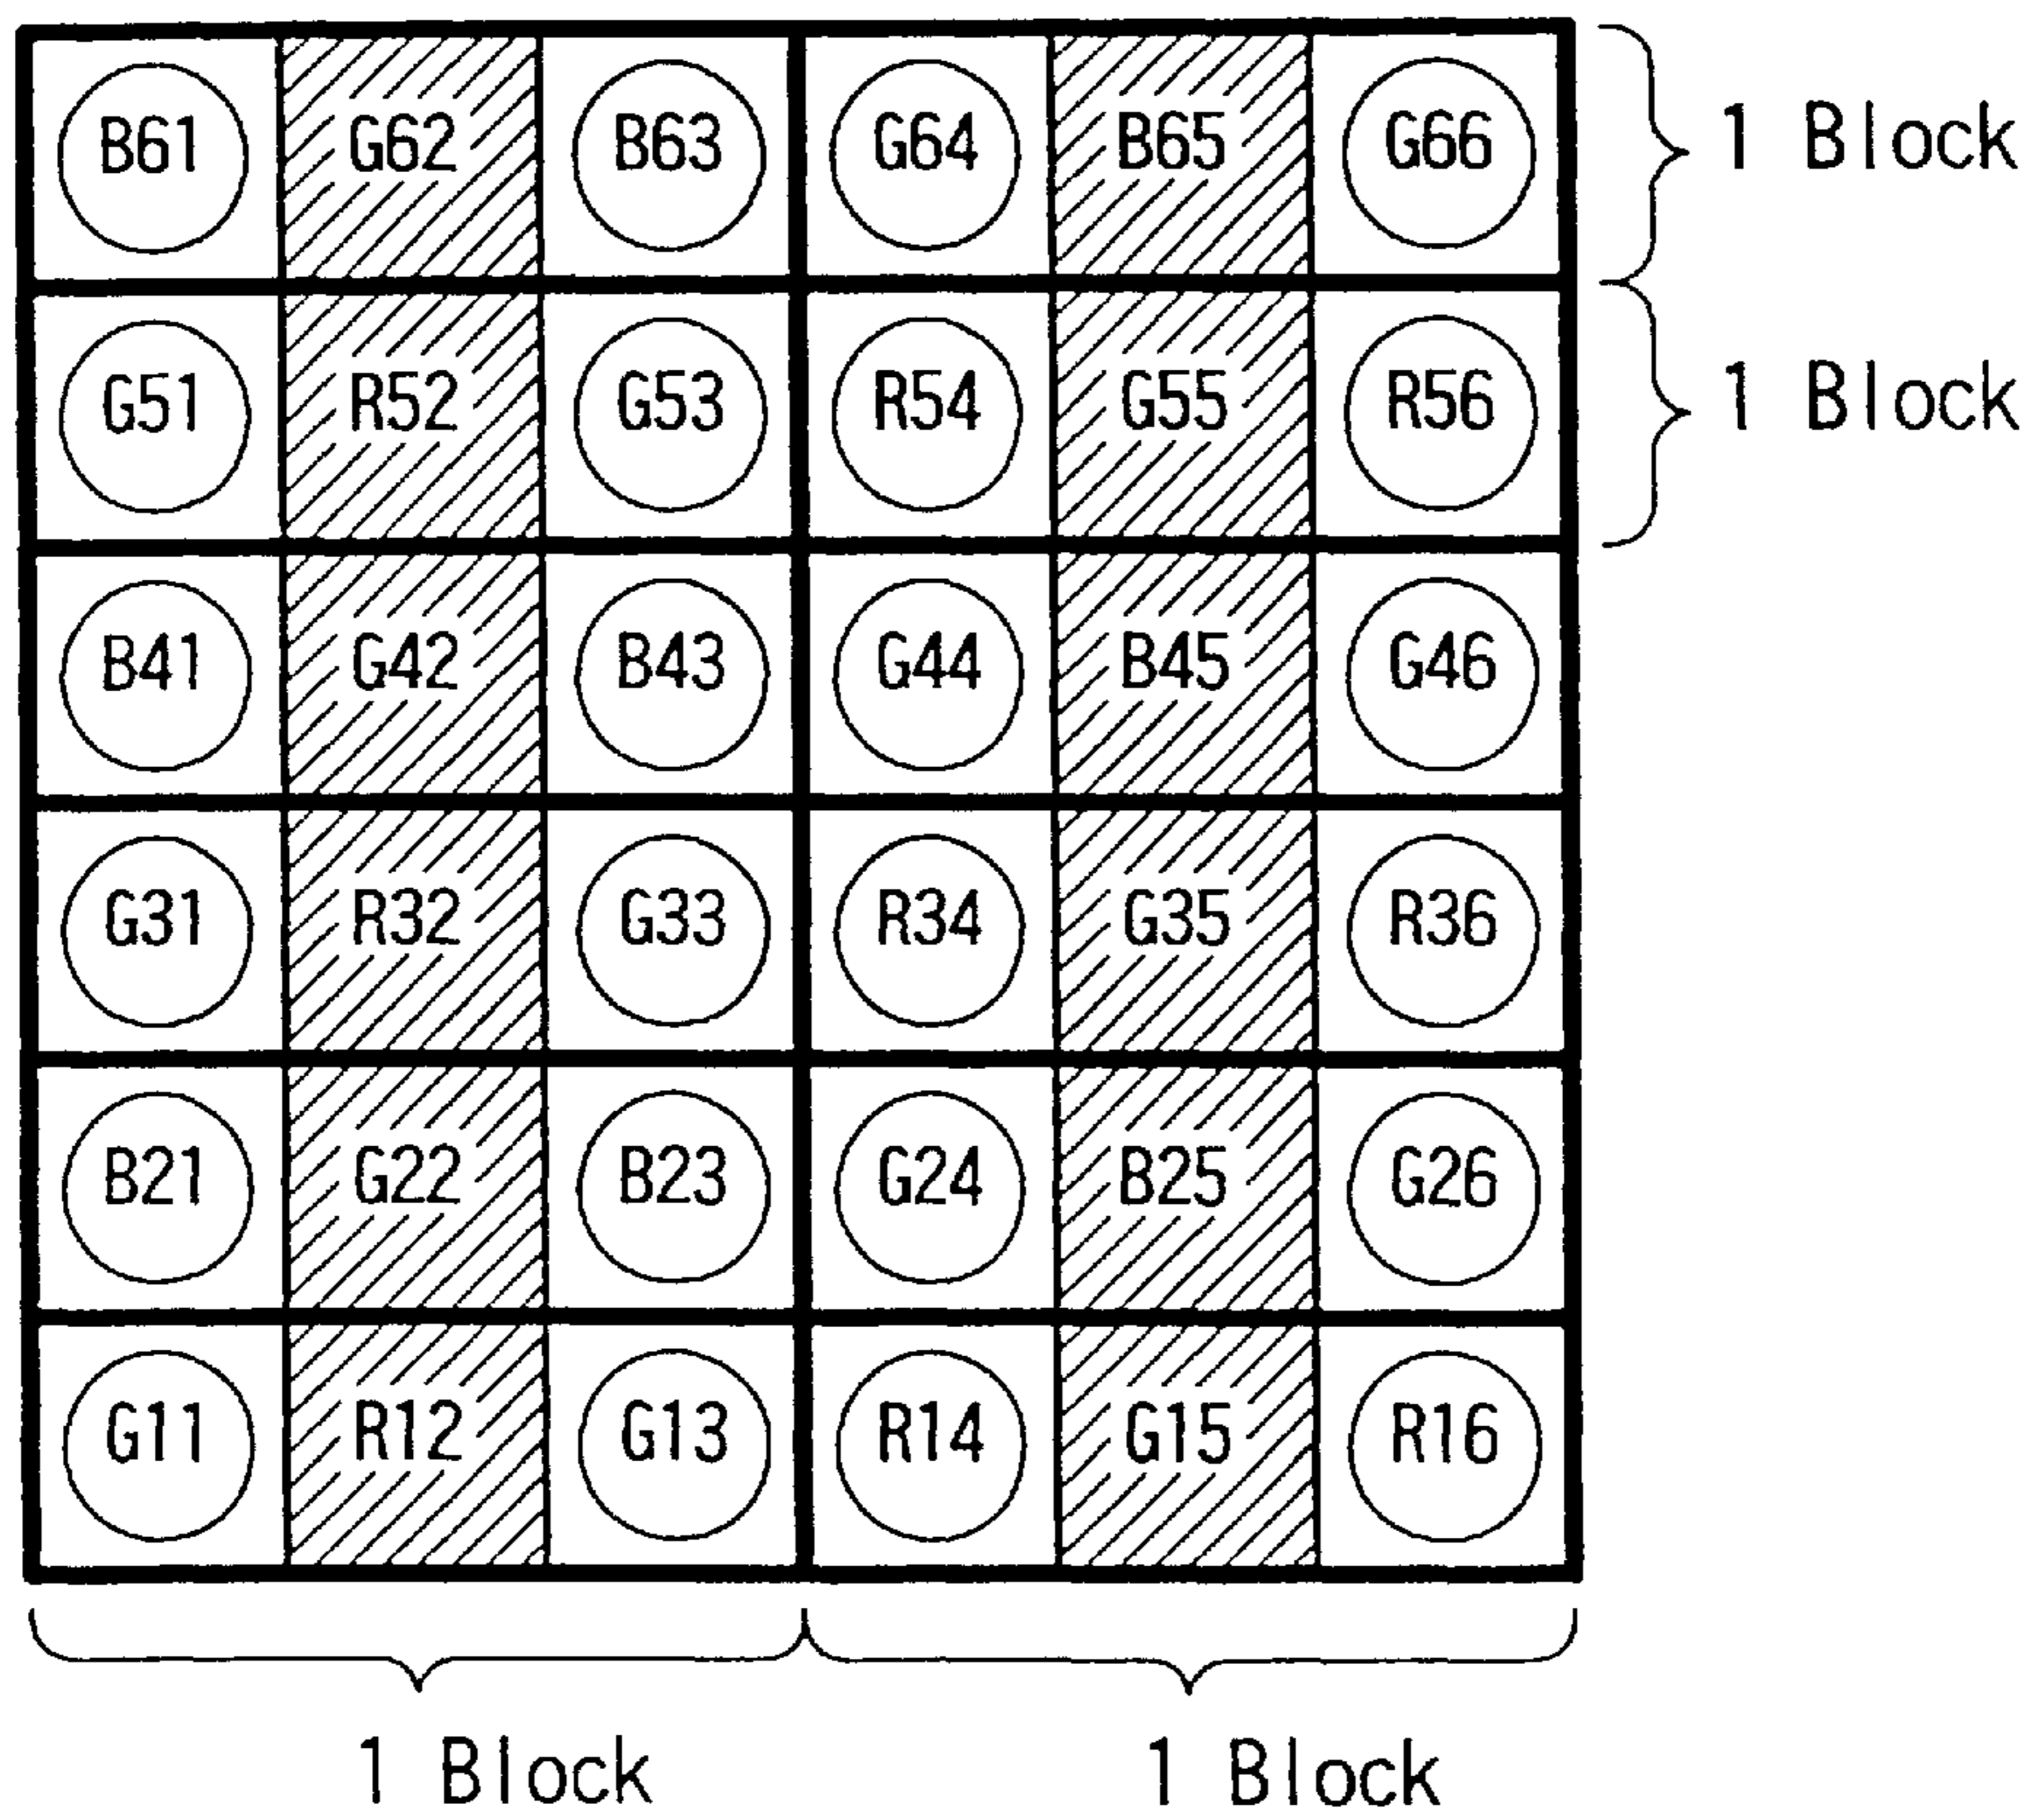 B61 G62 B63 G64 B65 G66 1 Block
G51 R52 G53 R54 G55 R56 1 Block
B41 G42 B43 G44 B45 G46
G31 R32 G33 R34 G35 R36
B21 G22 B23 G24 B25 G26
G11 R12 G13 R14 G15 R16
1 Block 1 Block